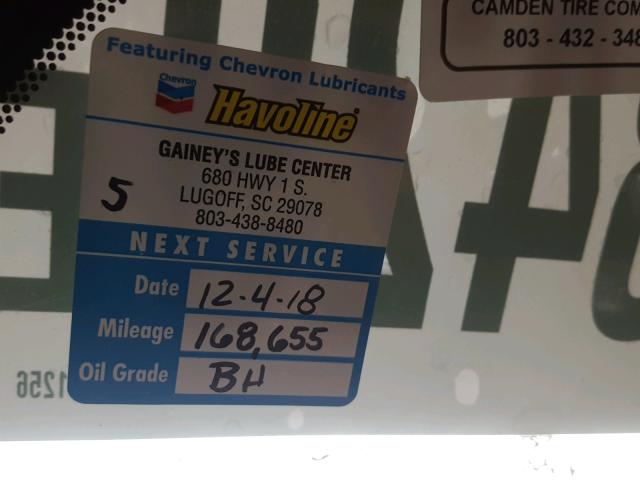 CAMDEN TIRE COM
803 - 432 - 348
Featuring Chevron Lubricants
Chevron
Havoline
GAINEY'S LUBE CENTER
680 HWY 1 S.
LUGOFF, SC 29078
803-438-8480
5
NEXT SERVICE
Date 12-4-18
Mileage 168,655
Oil Grade BH
1256